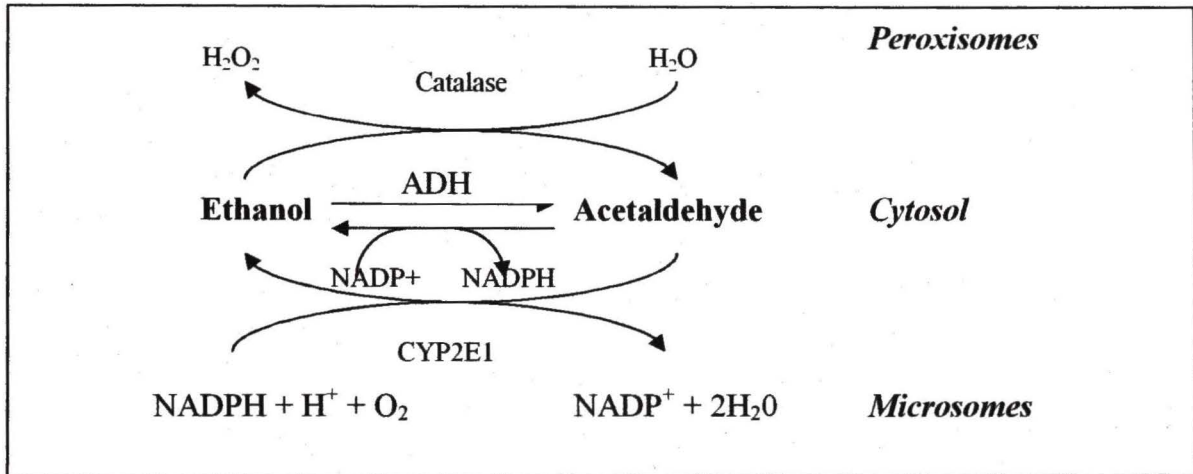 Peroxisomes
H₂O₂ H₂O
Catalase
ADH
Ethanol Acetaldehyde Cytosol
NADP+ NADPH
CYP2E1
NADPH + H⁺ + O₂ NADP⁺ + 2H₂0 Microsomes